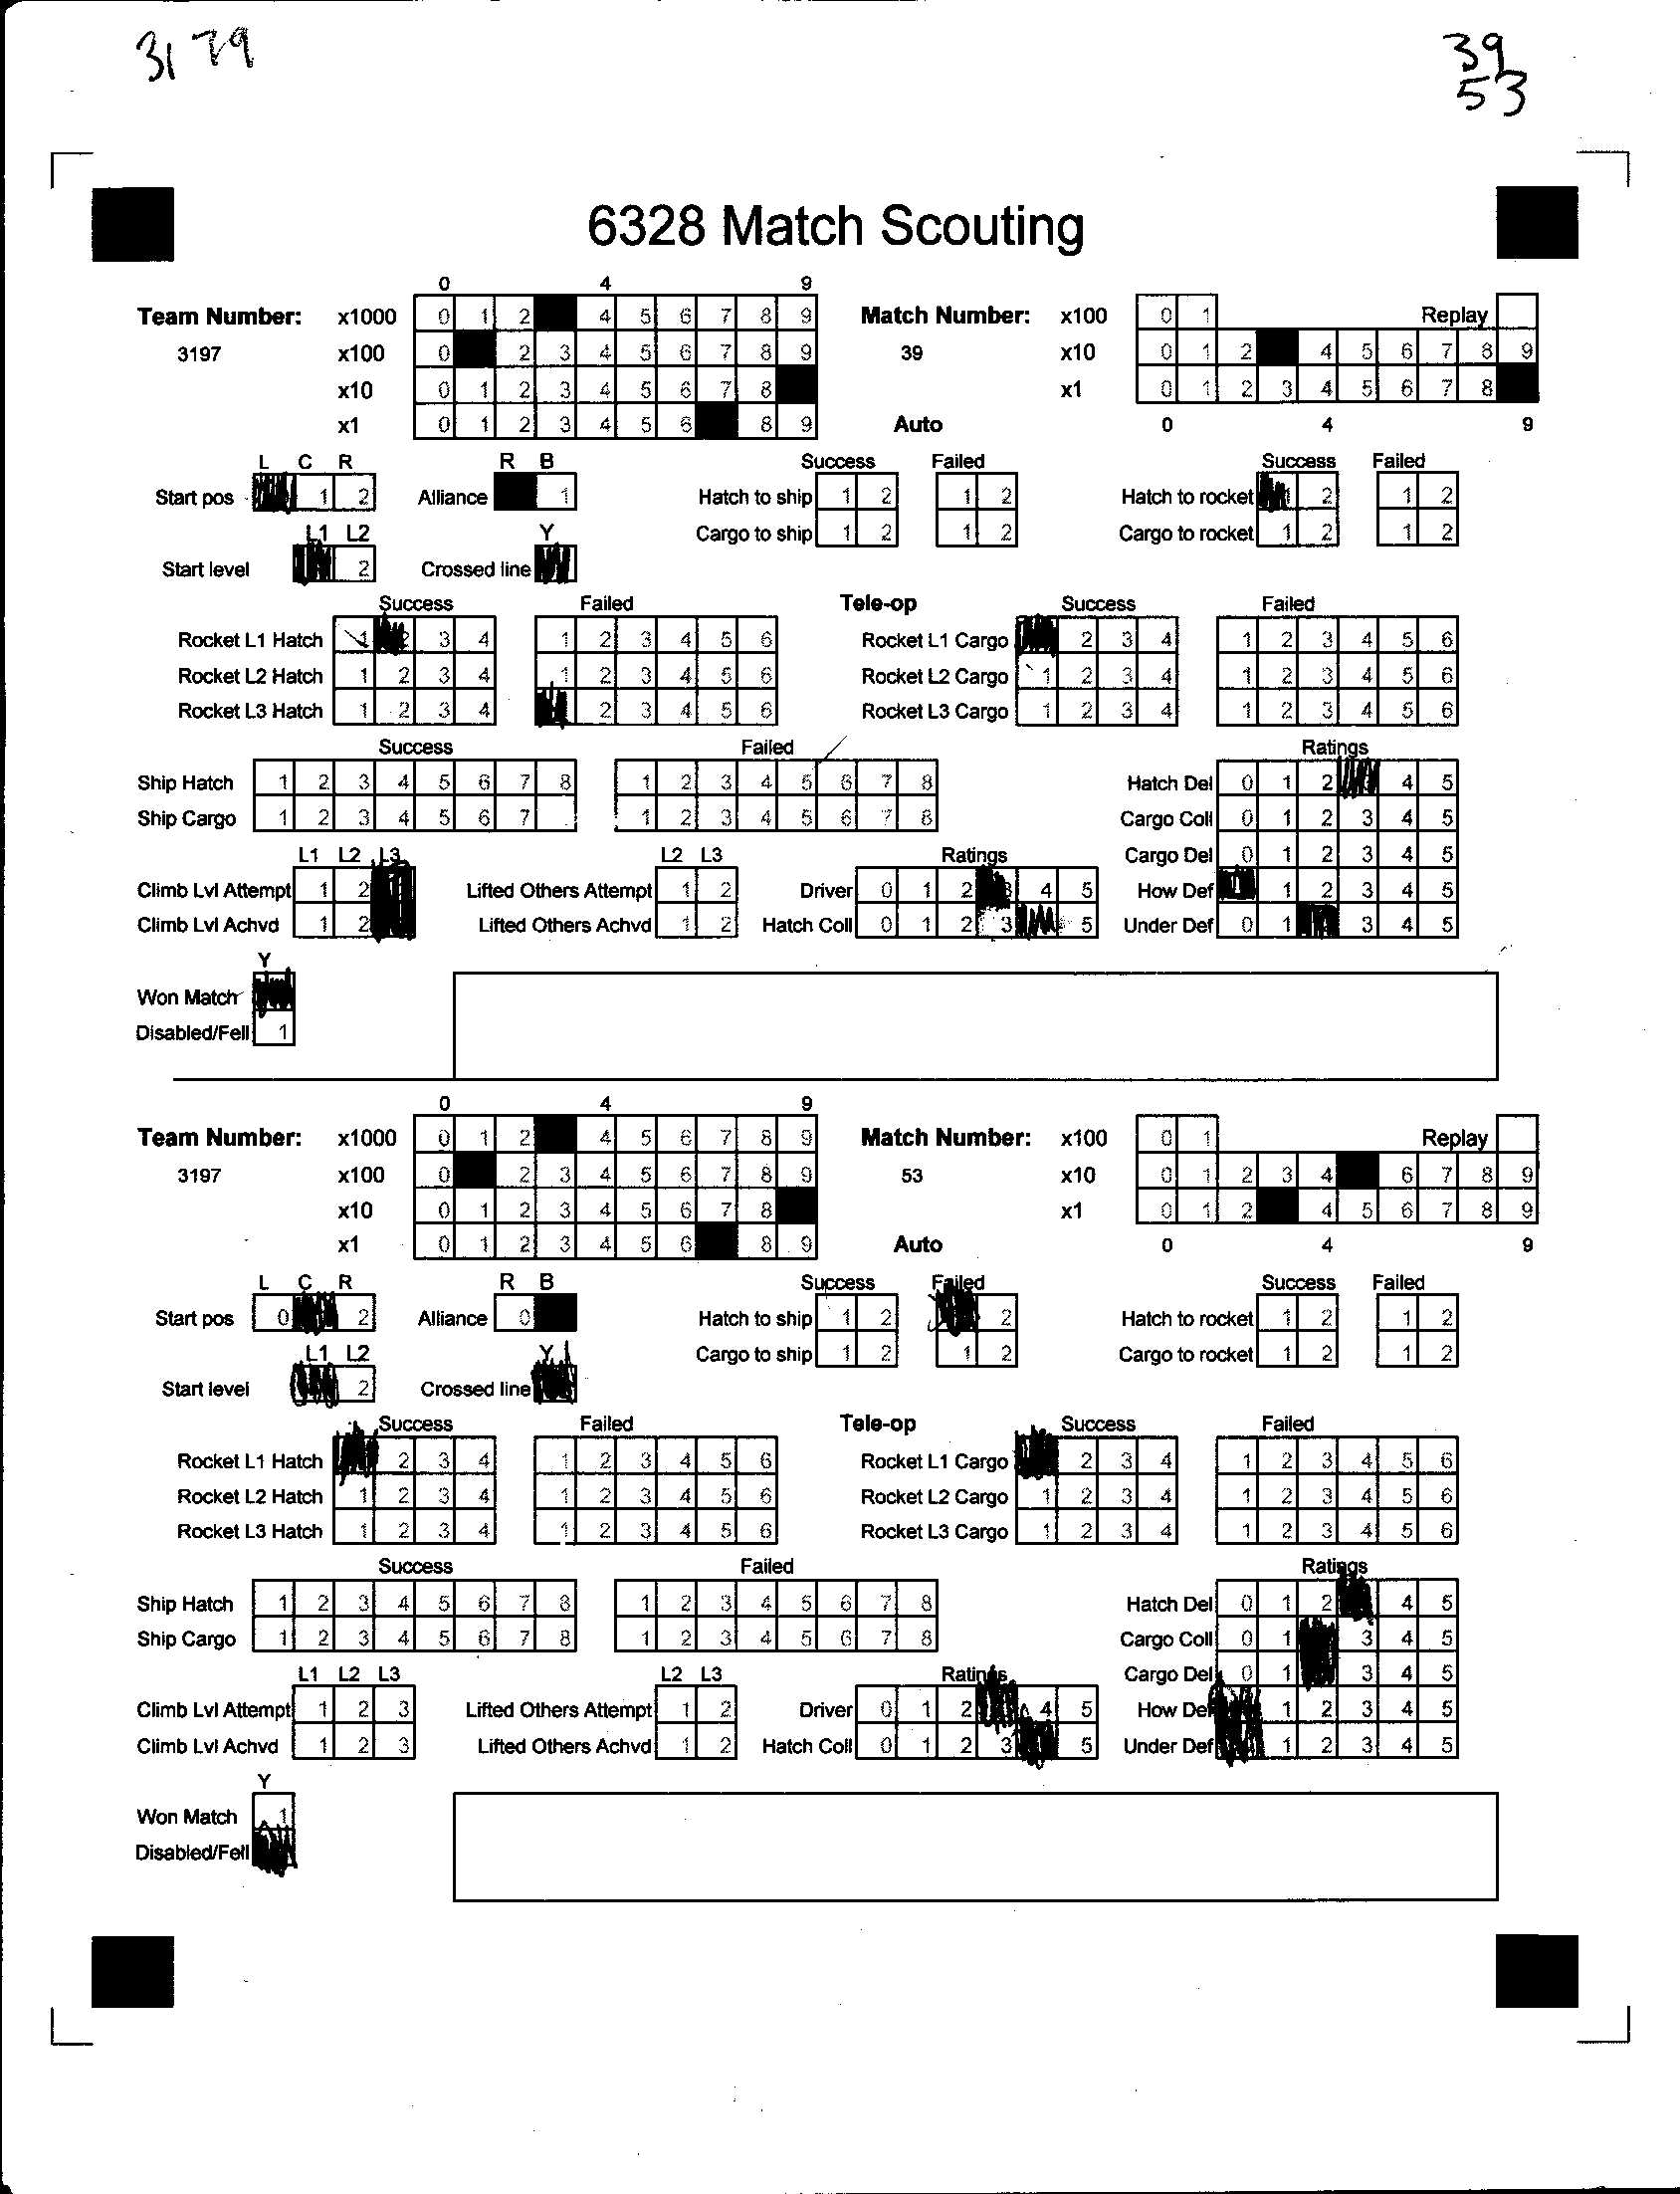 3179
39
53
6328 Match Scouting
0 4 9
Team Number: x1000 0 1 2 4 5 6 7 8 9 Match Number: x100 0 1 Replay
3197 x100 0 2 3 4 5 6 7 8 9 39 x10 0 1 2 4 5 6 7 8 9
x10 0 1 2 3 4 5 6 7 8 x1 0 1 2 3 4 5 6 7 8
x1 0 1 2 3 4 5 6 8 9 Auto 0 4 9
L C R R B Success Failed Success Failed
Start pos 1 2 Alliance 1 Hatch to ship 1 2 1 2 Hatch to rocket 2 1 2
L1 L2 Y Cargo to ship 1 2 1 2 Cargo to rocket 1 2 1 2
Start level 2 Crossed line
Success Failed Tele-op Success Failed
Rocket L1 Hatch 1 2 3 4 1 2 3 4 5 6 Rocket L1 Cargo 2 3 4 1 2 3 4 5 6
Rocket L2 Hatch 1 2 3 4 1 2 3 4 5 6 Rocket L2 Cargo 1 2 3 4 1 2 3 4 5 6
Rocket L3 Hatch 1 2 3 4 2 3 4 5 6 Rocket L3 Cargo 1 2 3 4 1 2 3 4 5 6
Success Failed Ratings
Ship Hatch 1 2 3 4 5 6 7 8 1 2 3 4 5 6 7 8 Hatch Del 0 1 2 4 5
Ship Cargo 1 2 3 4 5 6 7 1 2 3 4 5 6 7 8 Cargo Coll 0 1 2 3 4 5
L1 L2 L3 L2 L3 Ratings Cargo Del 0 1 2 3 4 5
Climb Lvl Attempt 1 2 Lifted Others Attempt 1 2 Driver 0 1 2 3 4 5 How Def 1 2 3 4 5
Climb Lvl Achvd 1 2 Lifted Others Achvd 1 2 Hatch Coll 0 1 2 3 5 Under Def 0 1 3 4 5
Y
Won Match
Disabled/Fell 1
0 4 9
Team Number: x1000 0 1 2 4 5 6 7 8 9 Match Number: x100 0 1 Replay
3197 x100 0 2 3 4 5 6 7 8 9 53 x10 0 1 2 3 4 6 7 8 9
x10 0 1 2 3 4 5 6 7 8 x1 0 1 2 4 5 6 7 8 9
x1 0 1 2 3 4 5 6 8 9 Auto 0 4 9
L C R R B Success Failed Success Failed
Start pos 0 2 Alliance 0 Hatch to ship 1 2 2 Hatch to rocket 1 2 1 2
L1 L2 Y Cargo to ship 1 2 1 2 Cargo to rocket 1 2 1 2
Start level 2 Crossed line
Success Failed Tele-op Success Failed
Rocket L1 Hatch 2 3 4 1 2 3 4 5 6 Rocket L1 Cargo 2 3 4 1 2 3 4 5 6
Rocket L2 Hatch 1 2 3 4 1 2 3 4 5 6 Rocket L2 Cargo 1 2 3 4 1 2 3 4 5 6
Rocket L3 Hatch 1 2 3 4 1 2 3 4 5 6 Rocket L3 Cargo 1 2 3 4 1 2 3 4 5 6
Success Failed Ratings
Ship Hatch 1 2 3 4 5 6 7 8 1 2 3 4 5 6 7 8 Hatch Del 0 1 2 4 5
Ship Cargo 1 2 3 4 5 6 7 8 1 2 3 4 5 6 7 8 Cargo Coll 0 1 3 4 5
L1 L2 L3 L2 L3 Ratings Cargo Del 0 1 3 4 5
Climb Lvl Attempt 1 2 3 Lifted Others Attempt 1 2 Driver 0 1 2 4 5 How Def 1 2 3 4 5
Climb Lvl Achvd 1 2 3 Lifted Others Achvd 1 2 Hatch Coll 0 1 2 3 5 Under Def 1 2 3 4 5
Y
Won Match 1
Disabled/Fell